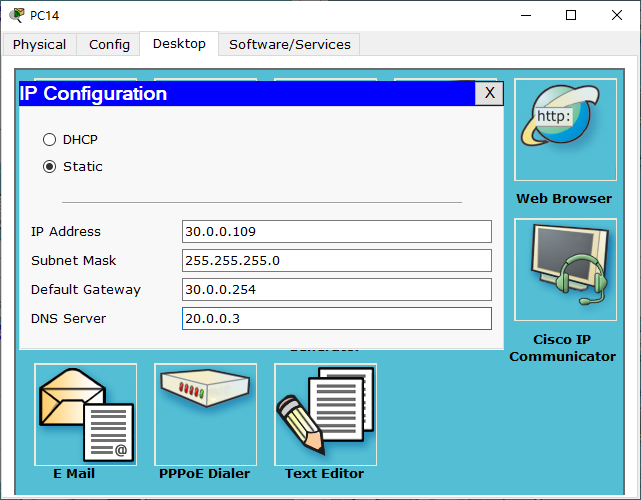 PC14
Physical Config Desktop Software/Services
IP Configuration X
http:
DHCP
Static
Web Browser
IP Address 30.0.0.109
Subnet Mask 255.255.255.0
Default Gateway 30.0.0.254
DNS Server 20.0.0.3
Cisco IP
Communicator
@
E Mail PPPoE Dialer Text Editor